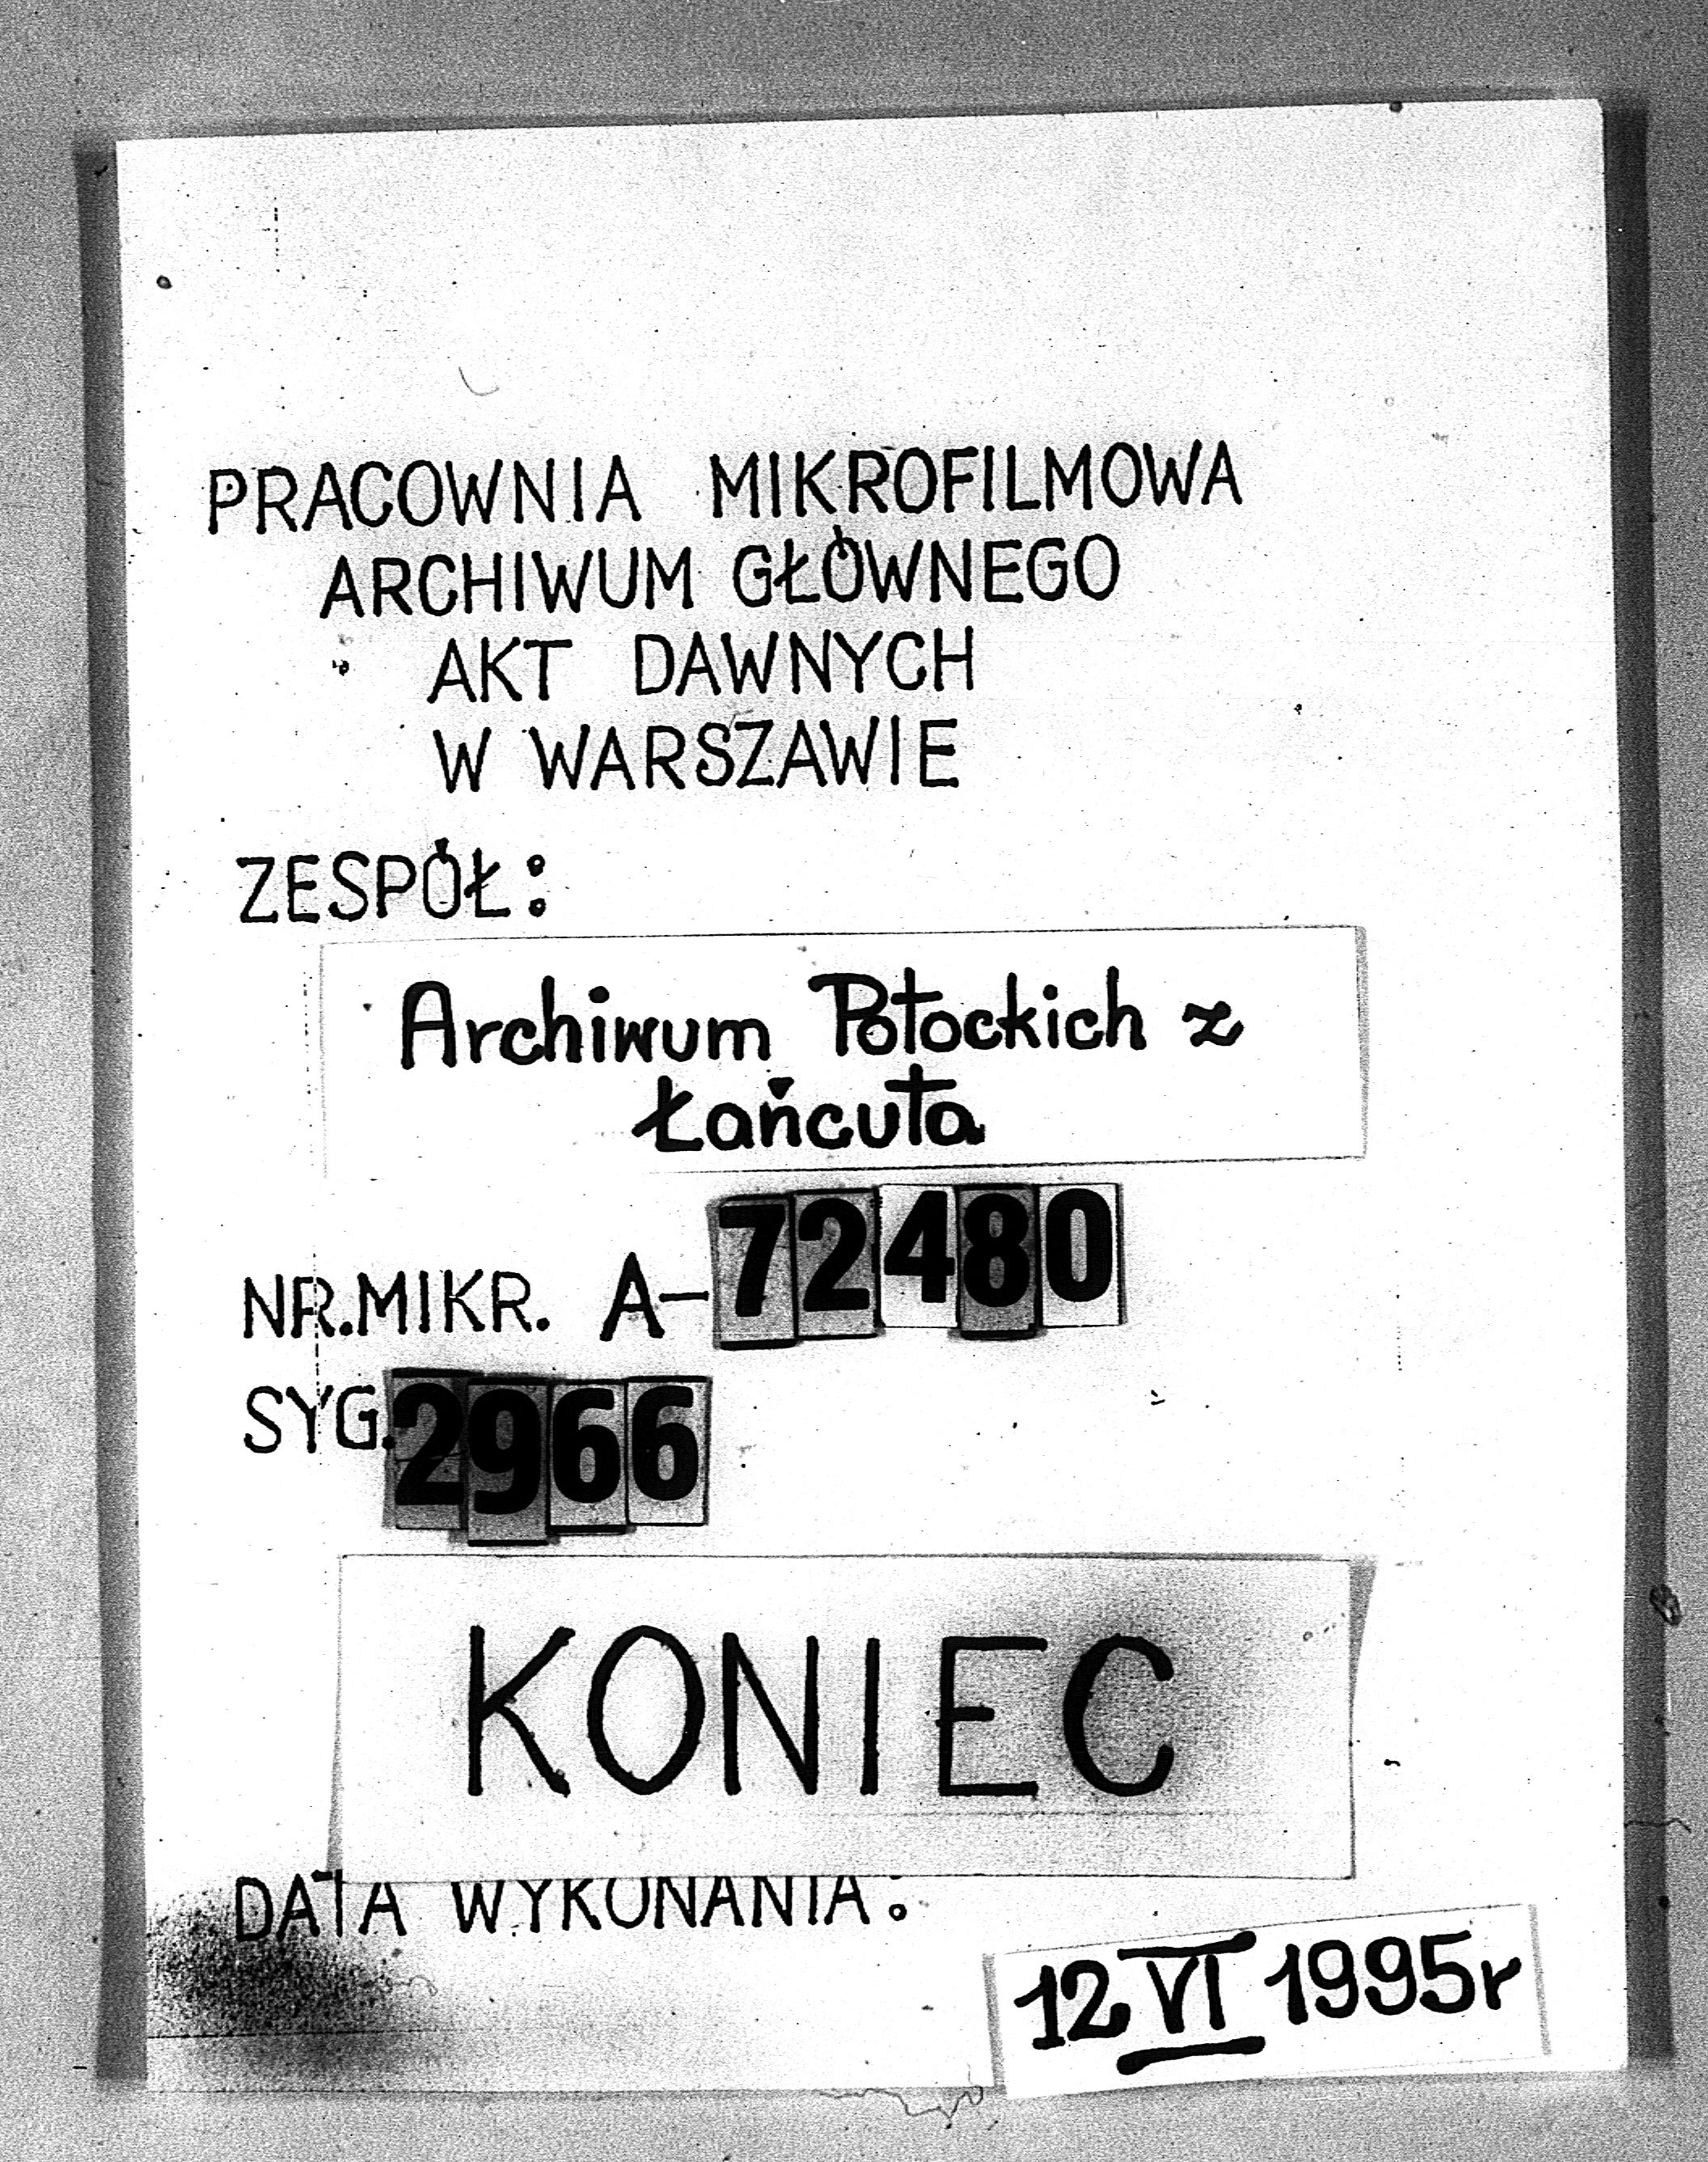 PRACOWNIA MIKROFILMOWA
ARCHIWUM GŁÓWNEGO
AKT DAWNYCH
W WARSZAWIE
ZESPÓŁ:
Archiwum Potockich z
Łańcuta
NR.MIKR. A-72480
SYG.2966
KONIEC
DATA WYKONANIA:
12 VI 1995r